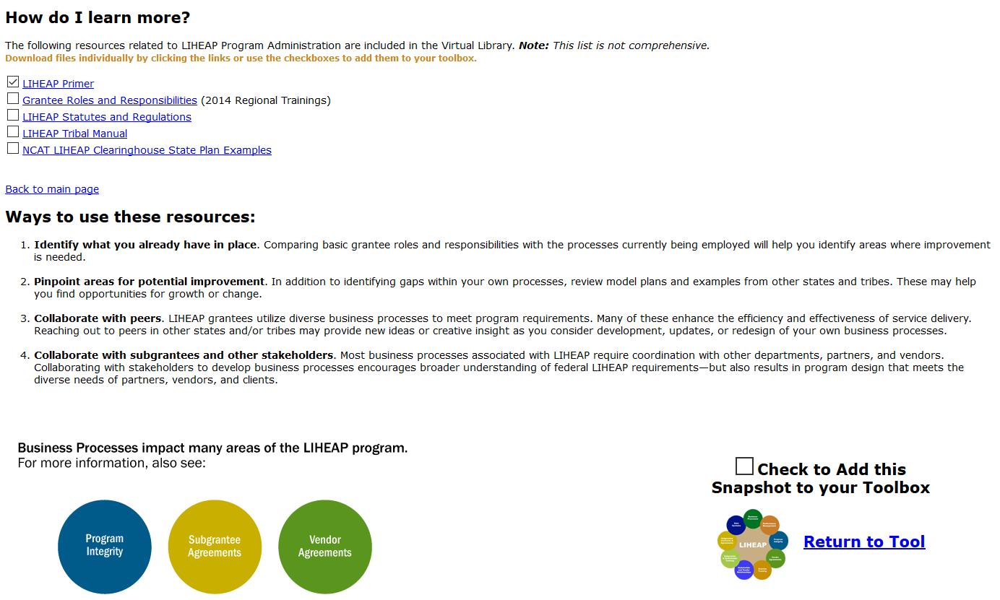 How do I learn more?
The following resources related to LIHEAP Program Administration are included in the Virtual Library. Note: This list is not comprehensive.
Download files individually by clicking the links or use the checkboxes to add them to your toolbox.
LIHEAP Primer
Grantee Roles and Responsibilities (2014 Regional Trainings)
LIHEAP Statutes and Regulations
LIHEAP Tribal Manual
NCAT LIHEAP Clearinghouse State Plan Examples
Back to main page
Ways to use these resources:
1. Identify what you already have in place. Comparing basic grantee roles and responsibilities with the processes currently being employed will help you identify areas where improvement
is needed.
2. Pinpoint areas for potential improvement. In addition to identifying gaps within your own processes, review model plans and examples from other states and tribes. These may help
you find opportunities for growth or change.
3. Collaborate with peers. LIHEAP grantees utilize diverse business processes to meet program requirements. Many of these enhance the efficiency and effectiveness of service delivery.
Reaching out to peers in other states and/or tribes may provide new ideas or creative insight as you consider development, updates, or redesign of your own business processes.
4. Collaborate with subgrantees and other stakeholders. Most business processes associated with LIHEAP require coordination with other departments, partners, and vendors.
Collaborating with stakeholders to develop business processes encourages broader understanding of federal LIHEAP requirements—but also results in program design that meets the
diverse needs of partners, vendors, and clients.
Business Processes impact many areas of the LIHEAP program.
For more information, also see:
Program
Integrity
Subgrantee
Agreements
Vendor
Agreements
Check to Add this
Snapshot to your Toolbox
LIHEAP
Return to Tool